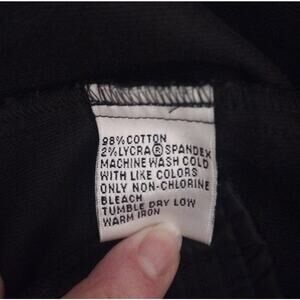 98% COTTON
2% LYCRA® SPANDEX
MACHINE WASH COLD
WITH LIKE COLORS
ONLY NON-CHLORINE
BLEACH
TUMBLE DRY LOW
WARM IRON